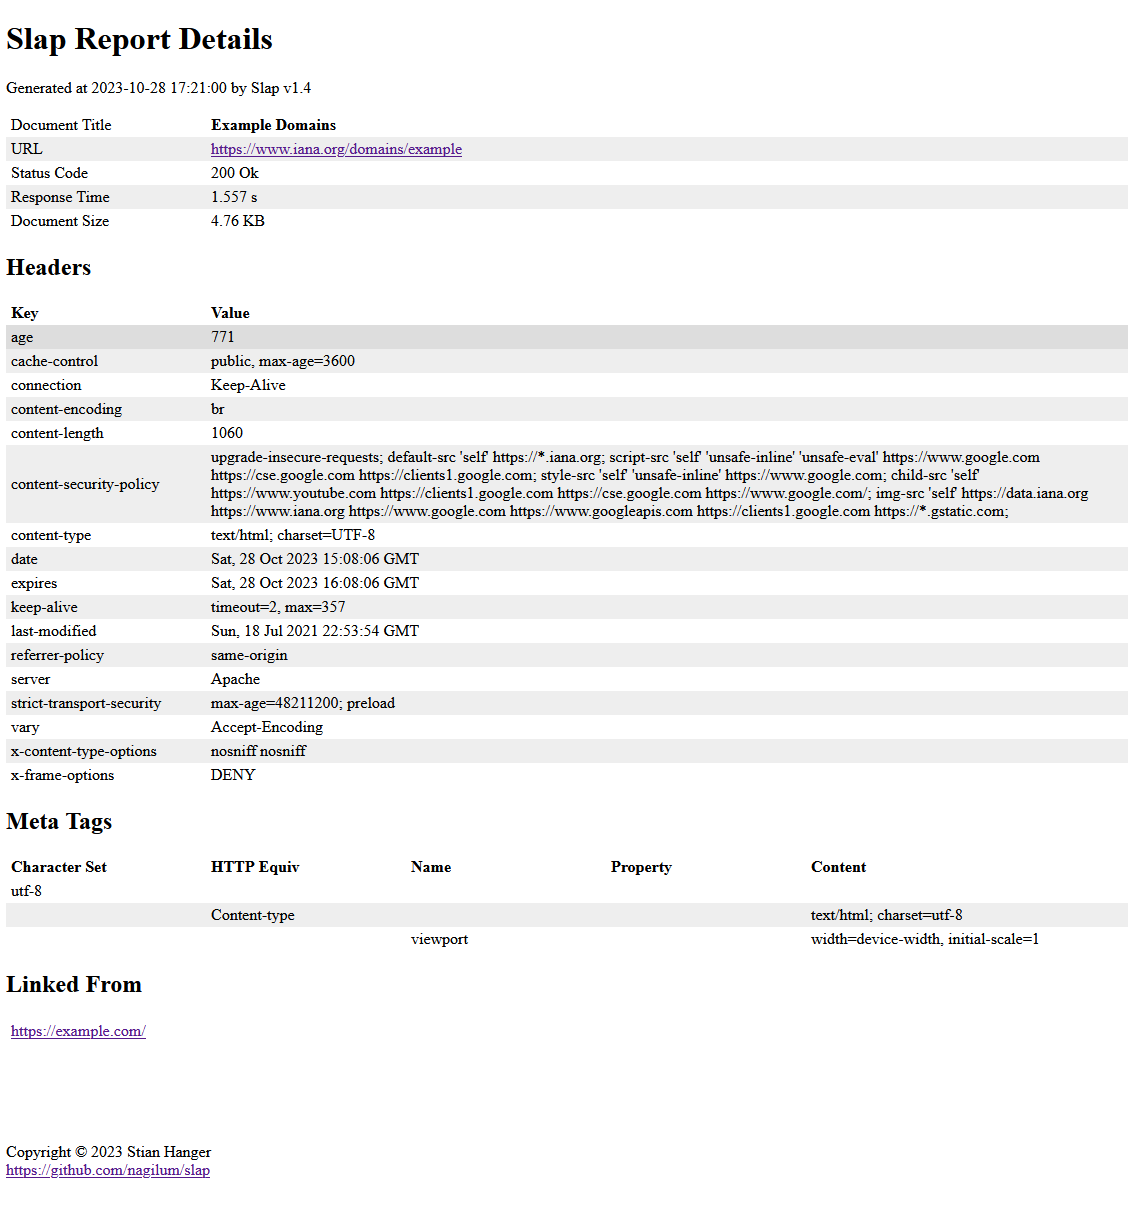 Slap Report Details
Generated at 2023-10-28 17:21:00 by Slap v1.4
Document Title Example Domains
URL https://www.iana.org/domains/example
Status Code 200 Ok
Response Time 1.557 s
Document Size 4.76 KB
Headers
Key Value
age 771
cache-control public, max-age=3600
connection Keep-Alive
content-encoding br
content-length 1060
content-security-policy upgrade-insecure-requests; default-src 'self' https://*.iana.org; script-src 'self' 'unsafe-inline' 'unsafe-eval' https://www.google.com
https://cse.google.com https://clients1.google.com; style-src 'self' 'unsafe-inline' https://www.google.com; child-src 'self'
https://www.youtube.com https://clients1.google.com https://cse.google.com https://www.google.com/; img-src 'self' https://data.iana.org
https://www.iana.org https://www.google.com https://www.googleapis.com https://clients1.google.com https://*.gstatic.com;
content-type text/html; charset=UTF-8
date Sat, 28 Oct 2023 15:08:06 GMT
expires Sat, 28 Oct 2023 16:08:06 GMT
keep-alive timeout=2, max=357
last-modified Sun, 18 Jul 2021 22:53:54 GMT
referrer-policy same-origin
server Apache
strict-transport-security max-age=48211200; preload
vary Accept-Encoding
x-content-type-options nosniff nosniff
x-frame-options DENY
Meta Tags
Character Set HTTP Equiv Name Property Content
utf-8
Content-type text/html; charset=utf-8
viewport width=device-width, initial-scale=1
Linked From
https://example.com/
Copyright © 2023 Stian Hanger
https://github.com/nagilum/slap